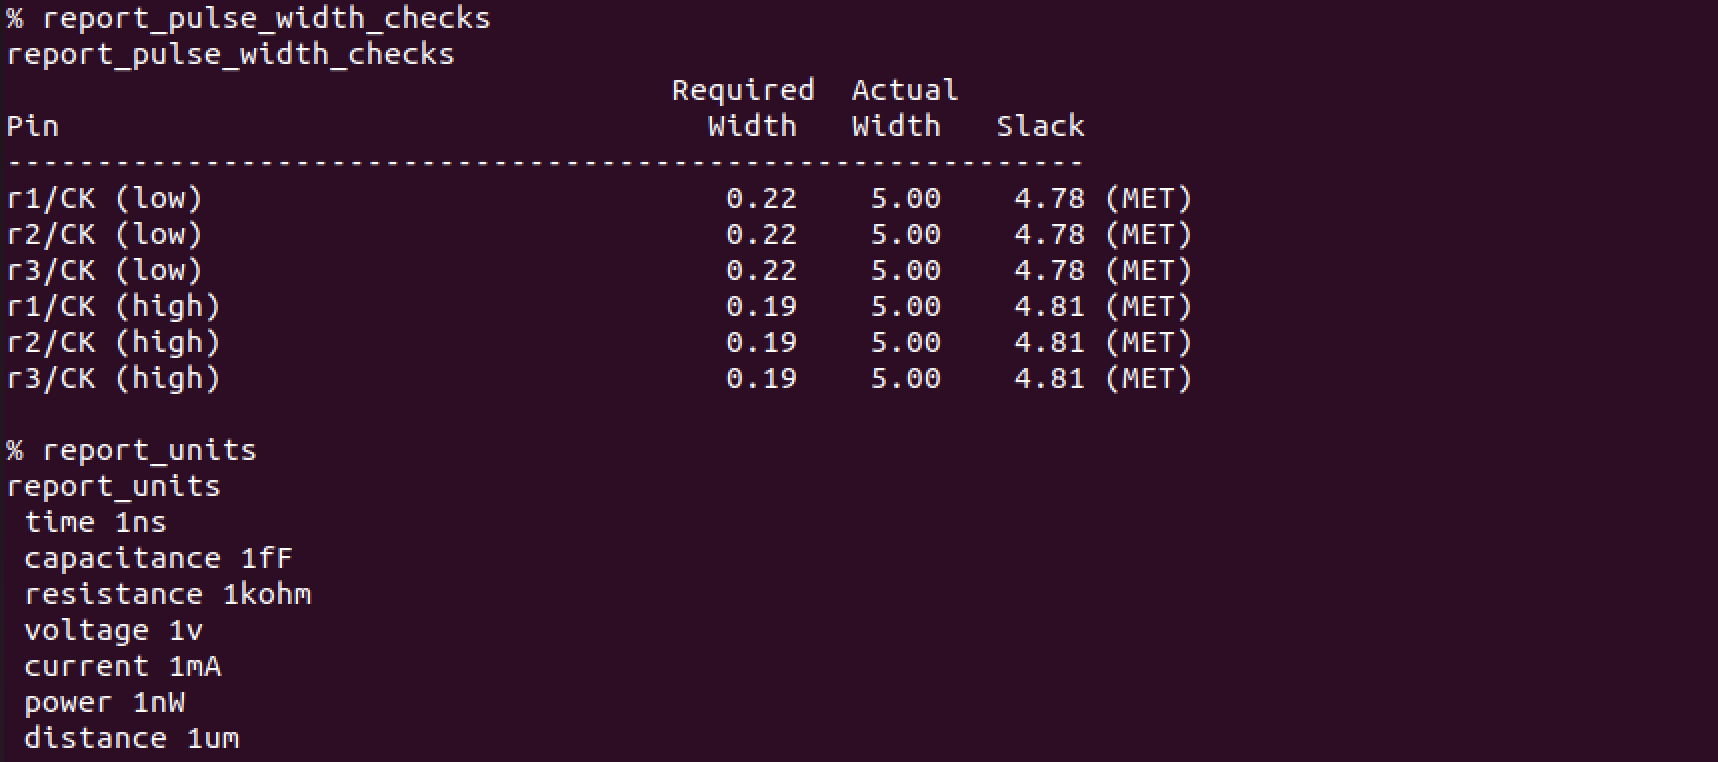 % report_pulse_width_checks
report_pulse_width_checks
                                     Required  Actual
Pin                                    Width   Width   Slack
------------------------------------------------------------
r1/CK (low)                             0.22    5.00    4.78 (MET)
r2/CK (low)                             0.22    5.00    4.78 (MET)
r3/CK (low)                             0.22    5.00    4.78 (MET)
r1/CK (high)                            0.19    5.00    4.81 (MET)
r2/CK (high)                            0.19    5.00    4.81 (MET)
r3/CK (high)                            0.19    5.00    4.81 (MET)

% report_units
report_units
 time 1ns
 capacitance 1fF
 resistance 1kohm
 voltage 1v
 current 1mA
 power 1nW
 distance 1um